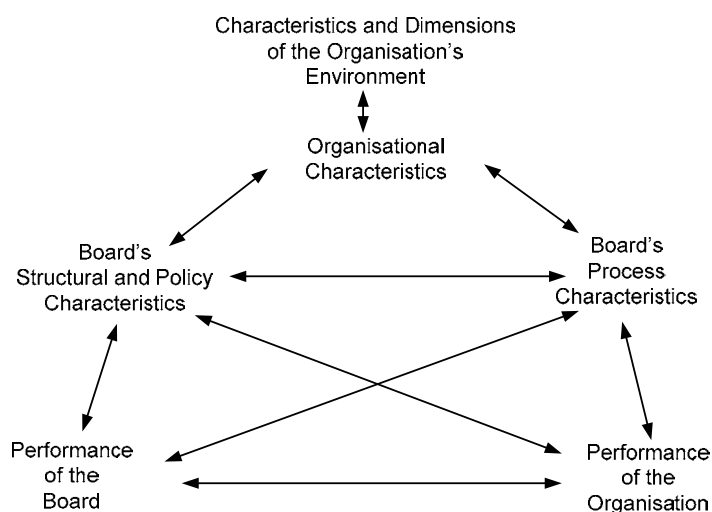 Characteristics and Dimensions
of the Organisation's
Environment
Organisational
Characteristics
Board's
Structural and Policy
Characteristics
Board's
Process
Characteristics
Performance
of the
Board
Performance
of the
Organisation